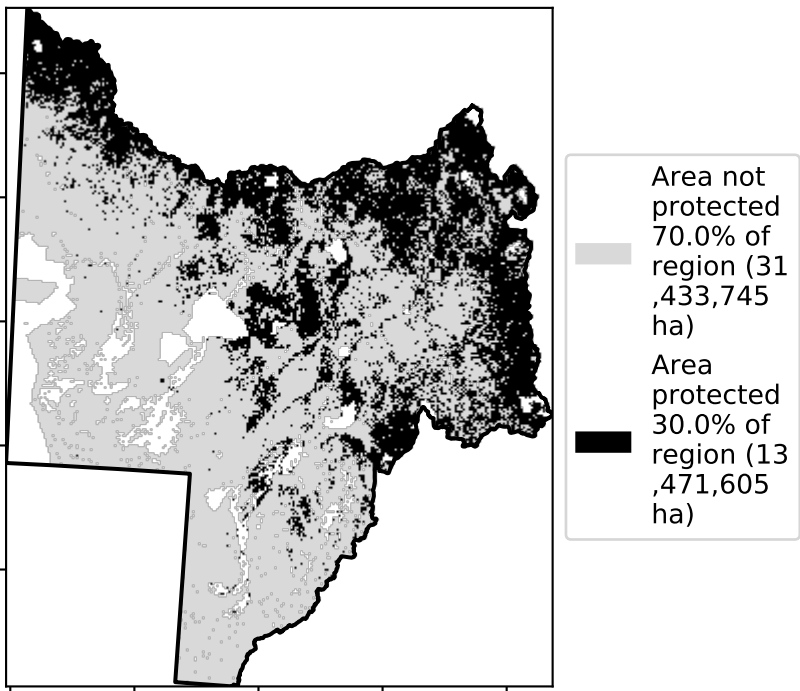 Area not
protected
70.0% of
region (31
,433,745
ha)
Area
protected
30.0% of
region (13
,471,605
ha)